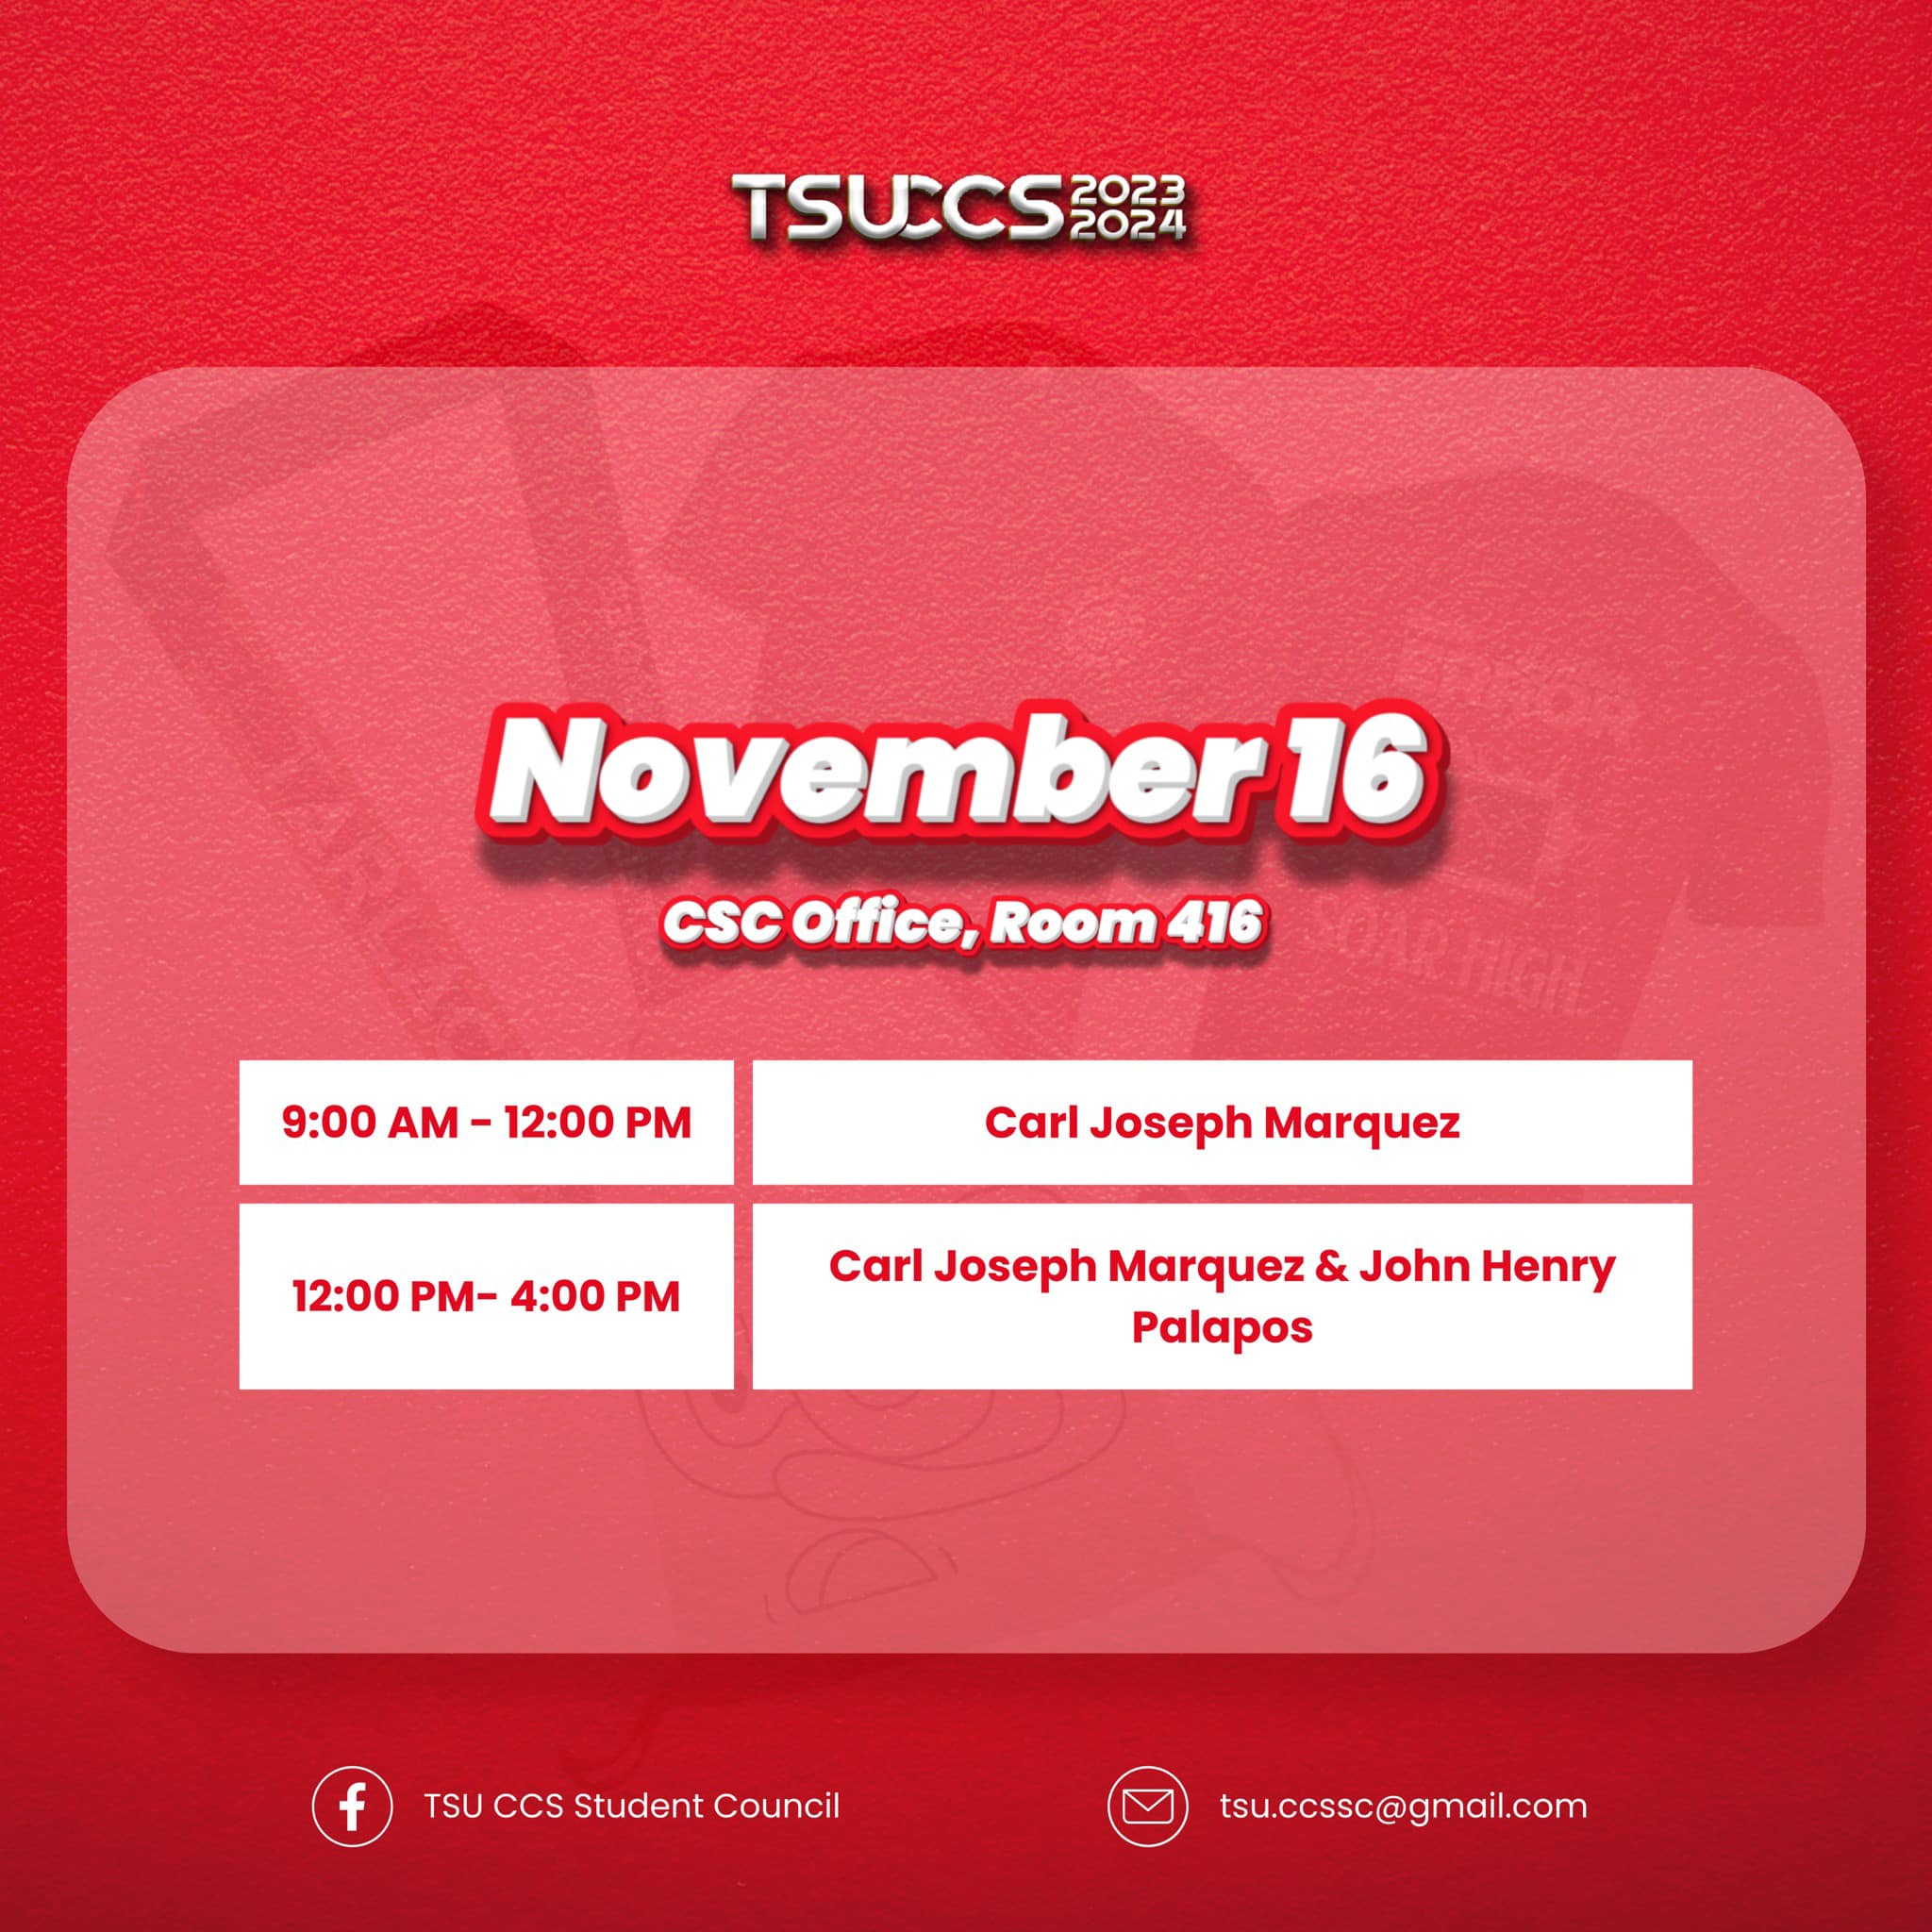 TSUCCS 2023
2024
November 16
CSC Office, Room 416
9:00 AM - 12:00 PM
Carl Joseph Marquez
12:00 PM- 4:00 PM
Carl Joseph Marquez & John Henry
Palapos
SOAR HIGH.
TSU CCS Student Council
tsu.ccssc@gmail.com